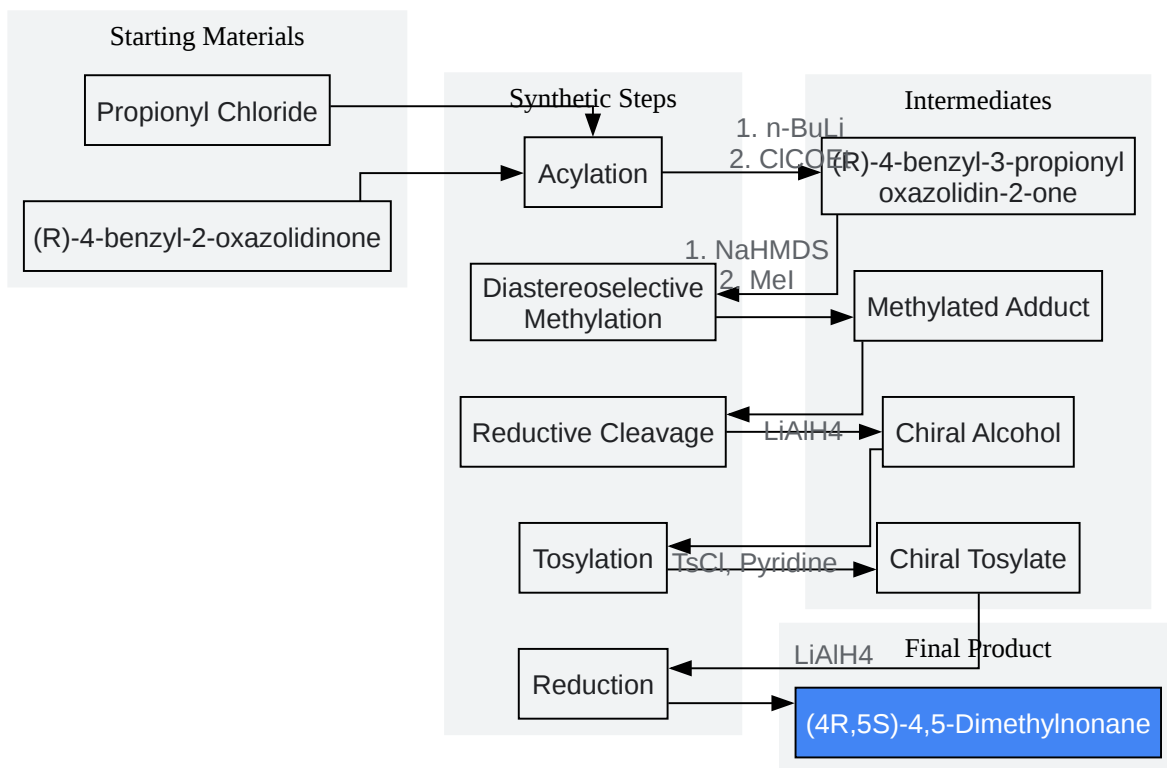 Starting Materials
Propionyl Chloride
(R)-4-benzyl-2-oxazolidinone
Synthetic Steps
Acylation
1. n-BuLi
2. ClCOEt
Intermediates
(R)-4-benzyl-3-propionyl
oxazolidin-2-one
1. NaHMDS
2. MeI
Diastereoselective
Methylation
Methylated Adduct
Reductive Cleavage
LiAlH4
Chiral Alcohol
Tosylation
TsCl, Pyridine
Chiral Tosylate
Reduction
LiAlH4
Final Product
(4R,5S)-4,5-Dimethylnonane